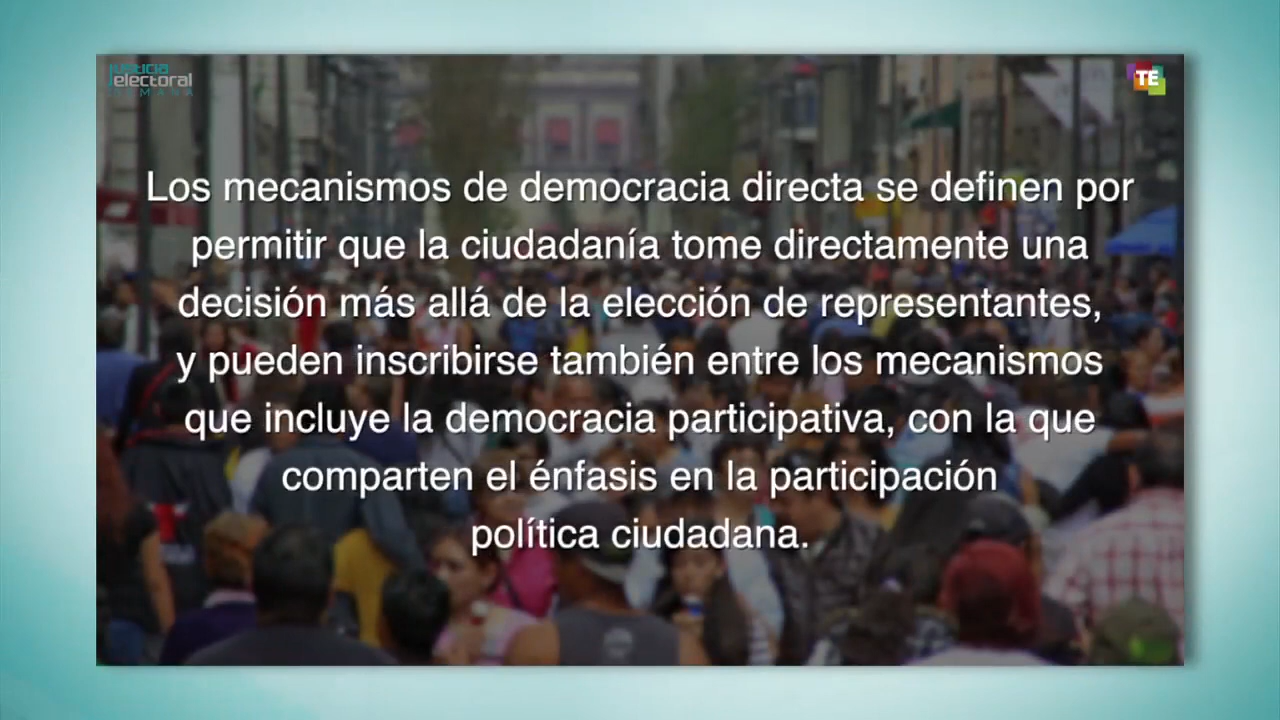 justicia
electoral
SEMANAL
TE
Los mecanismos de democracia directa se definen por
permitir que la ciudadanía tome directamente una
decisión más allá de la elección de representantes,
y pueden inscribirse también entre los mecanismos
que incluye la democracia participativa, con la que
comparten el énfasis en la participación
política ciudadana.